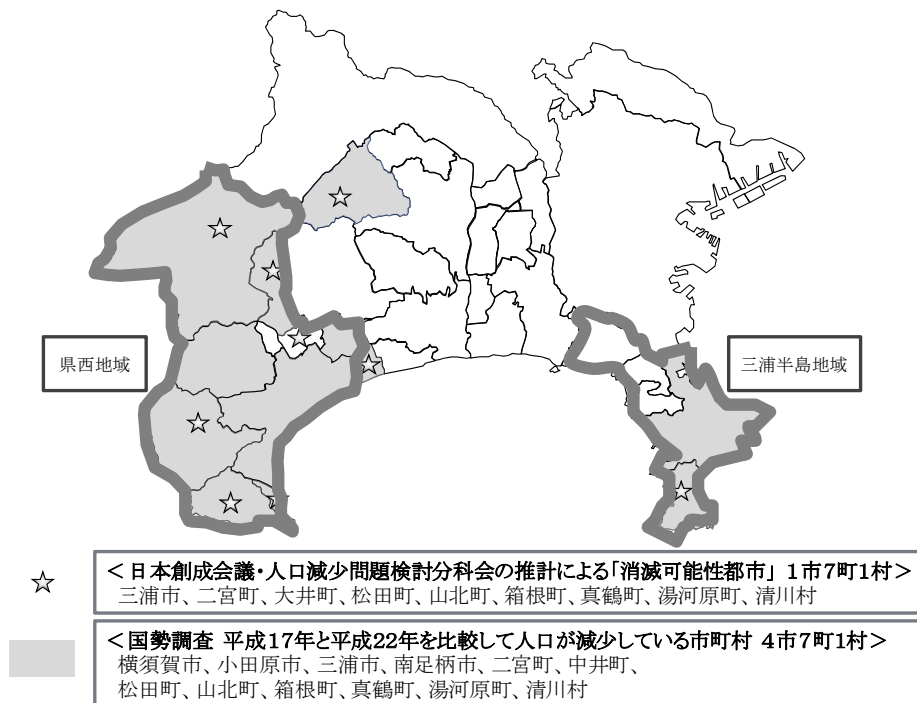 県西地域
三浦半島地域
☆
＜日本創成会議・人口減少問題検討分科会の推計による「消滅可能性都市」 1市7町1村＞
三浦市、二宮町、大井町、松田町、山北町、箱根町、真鶴町、湯河原町、清川村
＜国勢調査 平成17年と平成22年を比較して人口が減少している市町村 4市7町1村＞
横須賀市、小田原市、三浦市、南足柄市、二宮町、中井町、
松田町、山北町、箱根町、真鶴町、湯河原町、清川村